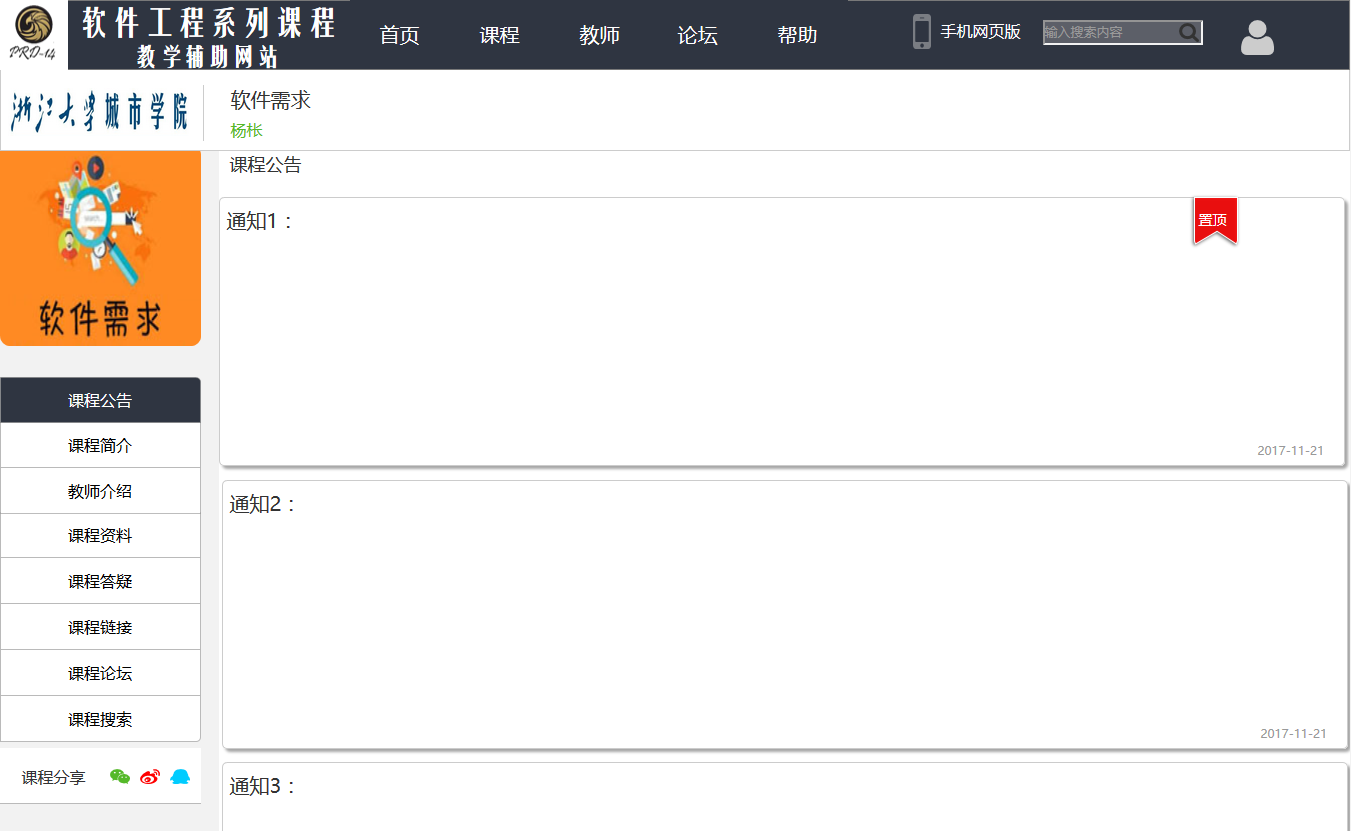 PRD-14
软件工程系列课程
教学辅助网站
首页
课程
教师
论坛
帮助
手机网页版
输入搜索内容
浙江大学城市学院
软件需求
杨枨
软件需求
课程公告
课程简介
教师介绍
课程资料
课程答疑
课程链接
课程论坛
课程搜索
课程分享
课程公告
通知1：
置顶
2017-11-21
通知2：
2017-11-21
通知3：